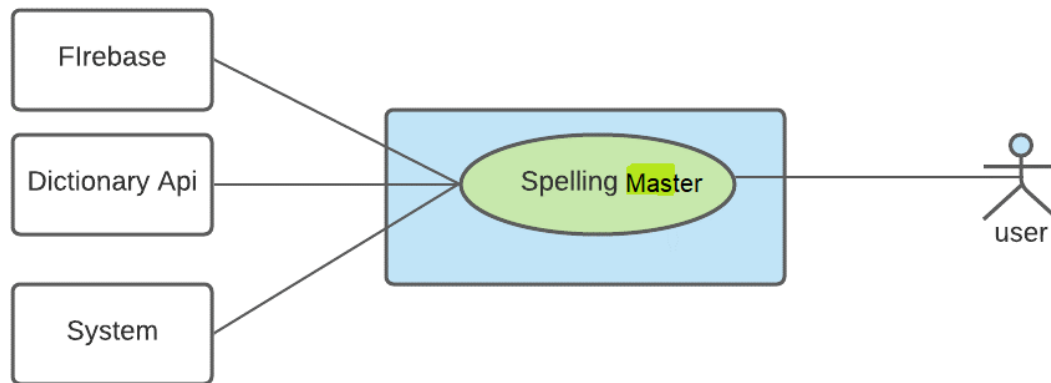 FIrebase
Dictionary Api
System
Spelling Master
user